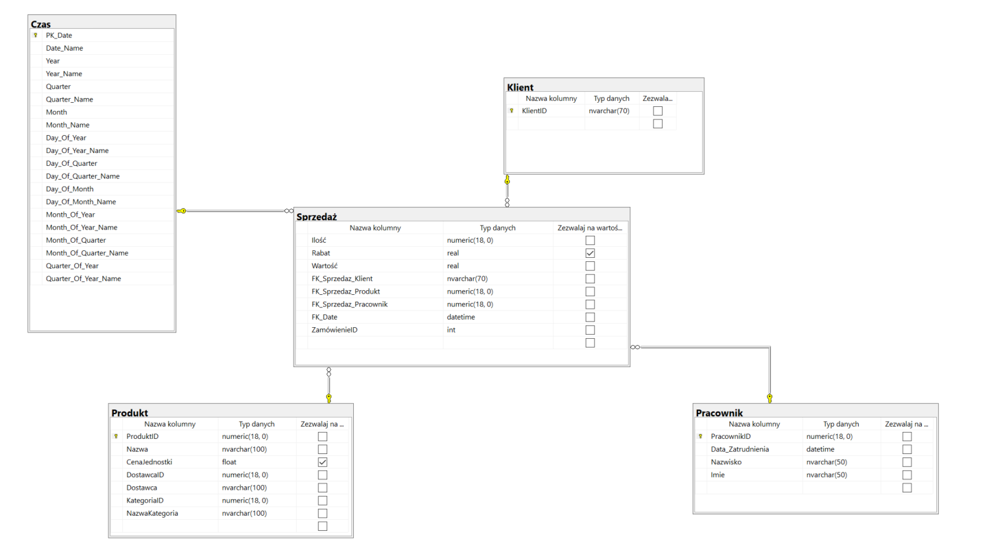 Czas
PK_Date
Date_Name
Year
Year_Name
Quarter
Quarter_Name
Month
Month_Name
Day_Of_Year
Day_Of_Year_Name
Day_Of_Quarter
Day_Of_Quarter_Name
Day_Of_Month
Day_Of_Month_Name
Month_Of_Year
Month_Of_Year_Name
Month_Of_Quarter
Month_Of_Quarter_Name
Quarter_Of_Year
Quarter_Of_Year_Name
Klient
Nazwa kolumny Typ danych Zezwala...
KlientID nvarchar(70)
Sprzedaż
Nazwa kolumny Typ danych Zezwalaj na wartoś...
Ilość numeric(18, 0)
Rabat real
Wartość real
FK_Sprzedaz_Klient nvarchar(70)
FK_Sprzedaz_Produkt numeric(18, 0)
FK_Sprzedaz_Pracownik numeric(18, 0)
FK_Date datetime
ZamówienieID int
Produkt
Nazwa kolumny Typ danych Zezwalaj na ...
ProduktID numeric(18, 0)
Nazwa nvarchar(100)
CenaJednostki float
DostawcaID numeric(18, 0)
Dostawca nvarchar(100)
KategoriaID numeric(18, 0)
NazwaKategoria nvarchar(100)
Pracownik
Nazwa kolumny Typ danych Zezwalaj na ...
PracownikID numeric(18, 0)
Data_Zatrudnienia datetime
Nazwisko nvarchar(50)
Imie nvarchar(50)